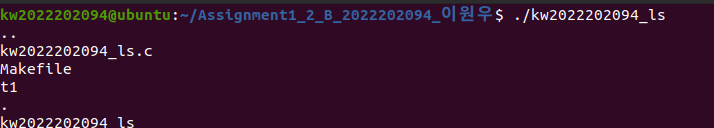 kw2022202094@ubuntu:~/Assignment1_2_B_2022202094_이원우$ ./kw2022202094_ls
..
kw2022202094_ls.c
Makefile
t1
.
kw2022202094_ls